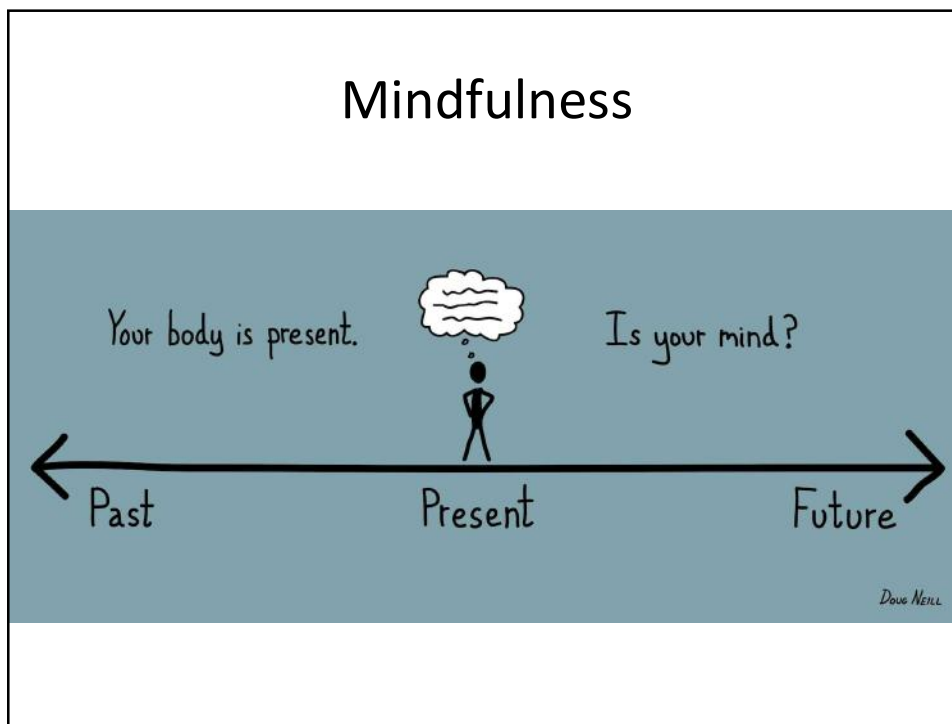 Mindfulness
Your body is present.
Is your mind?
Past
Present
Future
Doug Neill